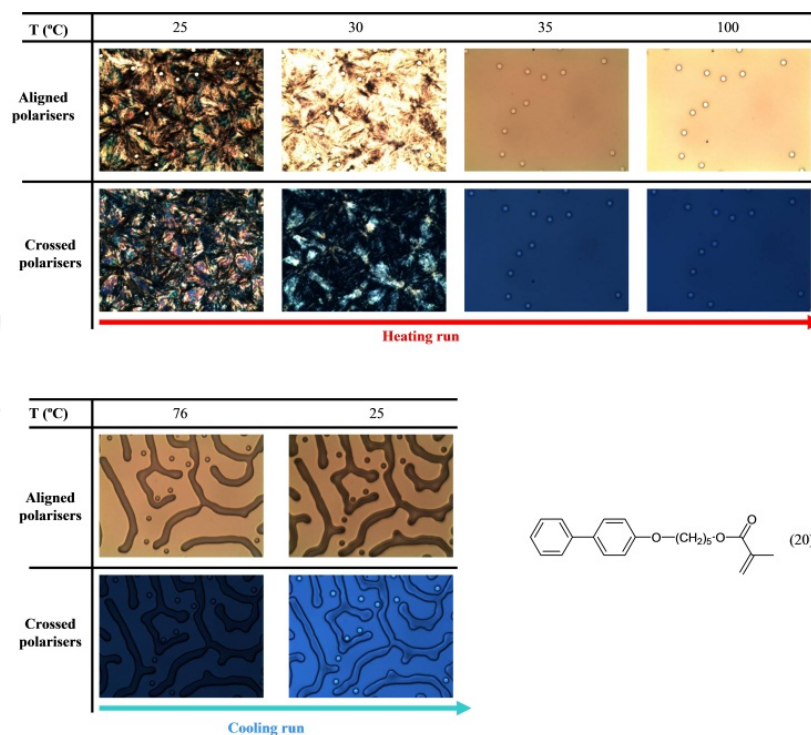 T (ºC) 25 30 35 100
Aligned
polarisers
Crossed
polarisers
Heating run
T (ºC) 76 25
Aligned
polarisers
Crossed
polarisers
Cooling run
O (CH₂)₅ O O (20)